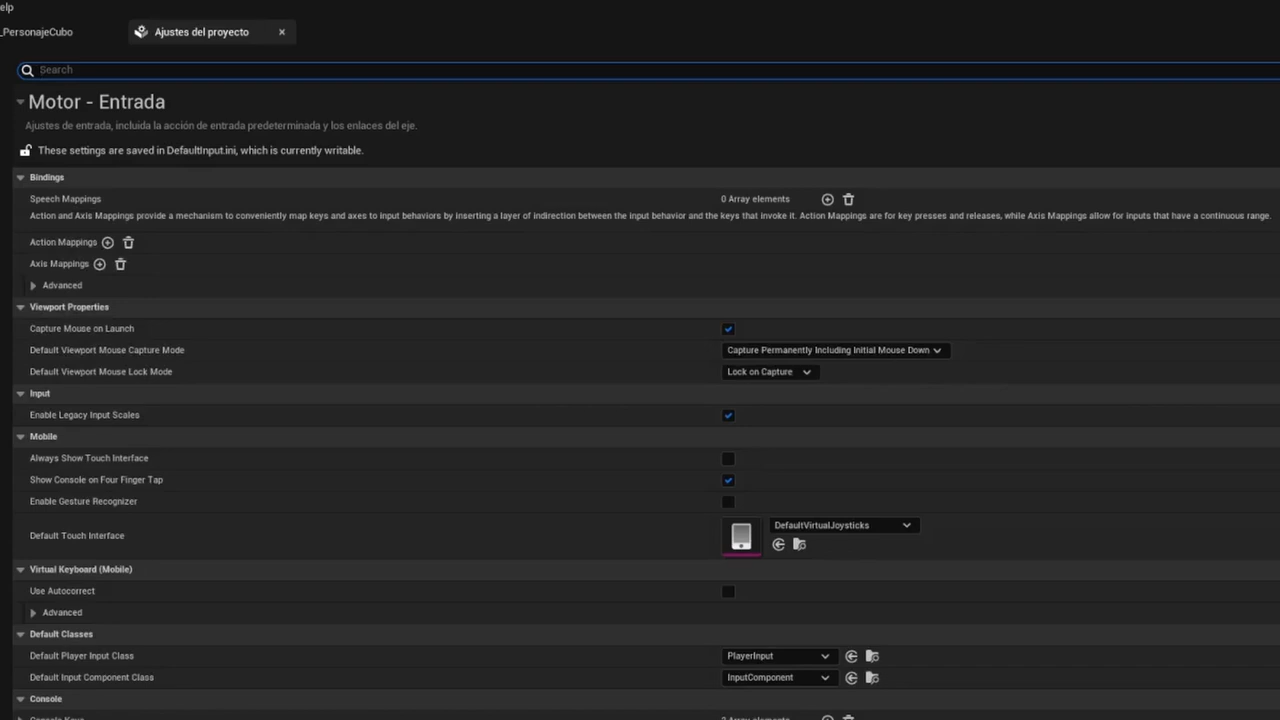 elp
_PersonajeCubo
Ajustes del proyecto
Search
Motor - Entrada
Ajustes de entrada, incluida la acción de entrada predeterminada y los enlaces del eje.
These settings are saved in DefaultInput.ini, which is currently writable.
Bindings
Speech Mappings 0 Array elements
Action and Axis Mappings provide a mechanism to conveniently map keys and axes to input behaviors by inserting a layer of indirection between the input behavior and the keys that invoke it. Action Mappings are for key presses and releases, while Axis Mappings allow for inputs that have a continuous range.
Action Mappings
Axis Mappings
Advanced
Viewport Properties
Capture Mouse on Launch
Default Viewport Mouse Capture Mode Capture Permanently Including Initial Mouse Down
Default Viewport Mouse Lock Mode Lock on Capture
Input
Enable Legacy Input Scales
Mobile
Always Show Touch Interface
Show Console on Four Finger Tap
Enable Gesture Recognizer
Default Touch Interface DefaultVirtualJoysticks
Virtual Keyboard (Mobile)
Use Autocorrect
Advanced
Default Classes
Default Player Input Class PlayerInput
Default Input Component Class InputComponent
Console
Console Keys Array elements